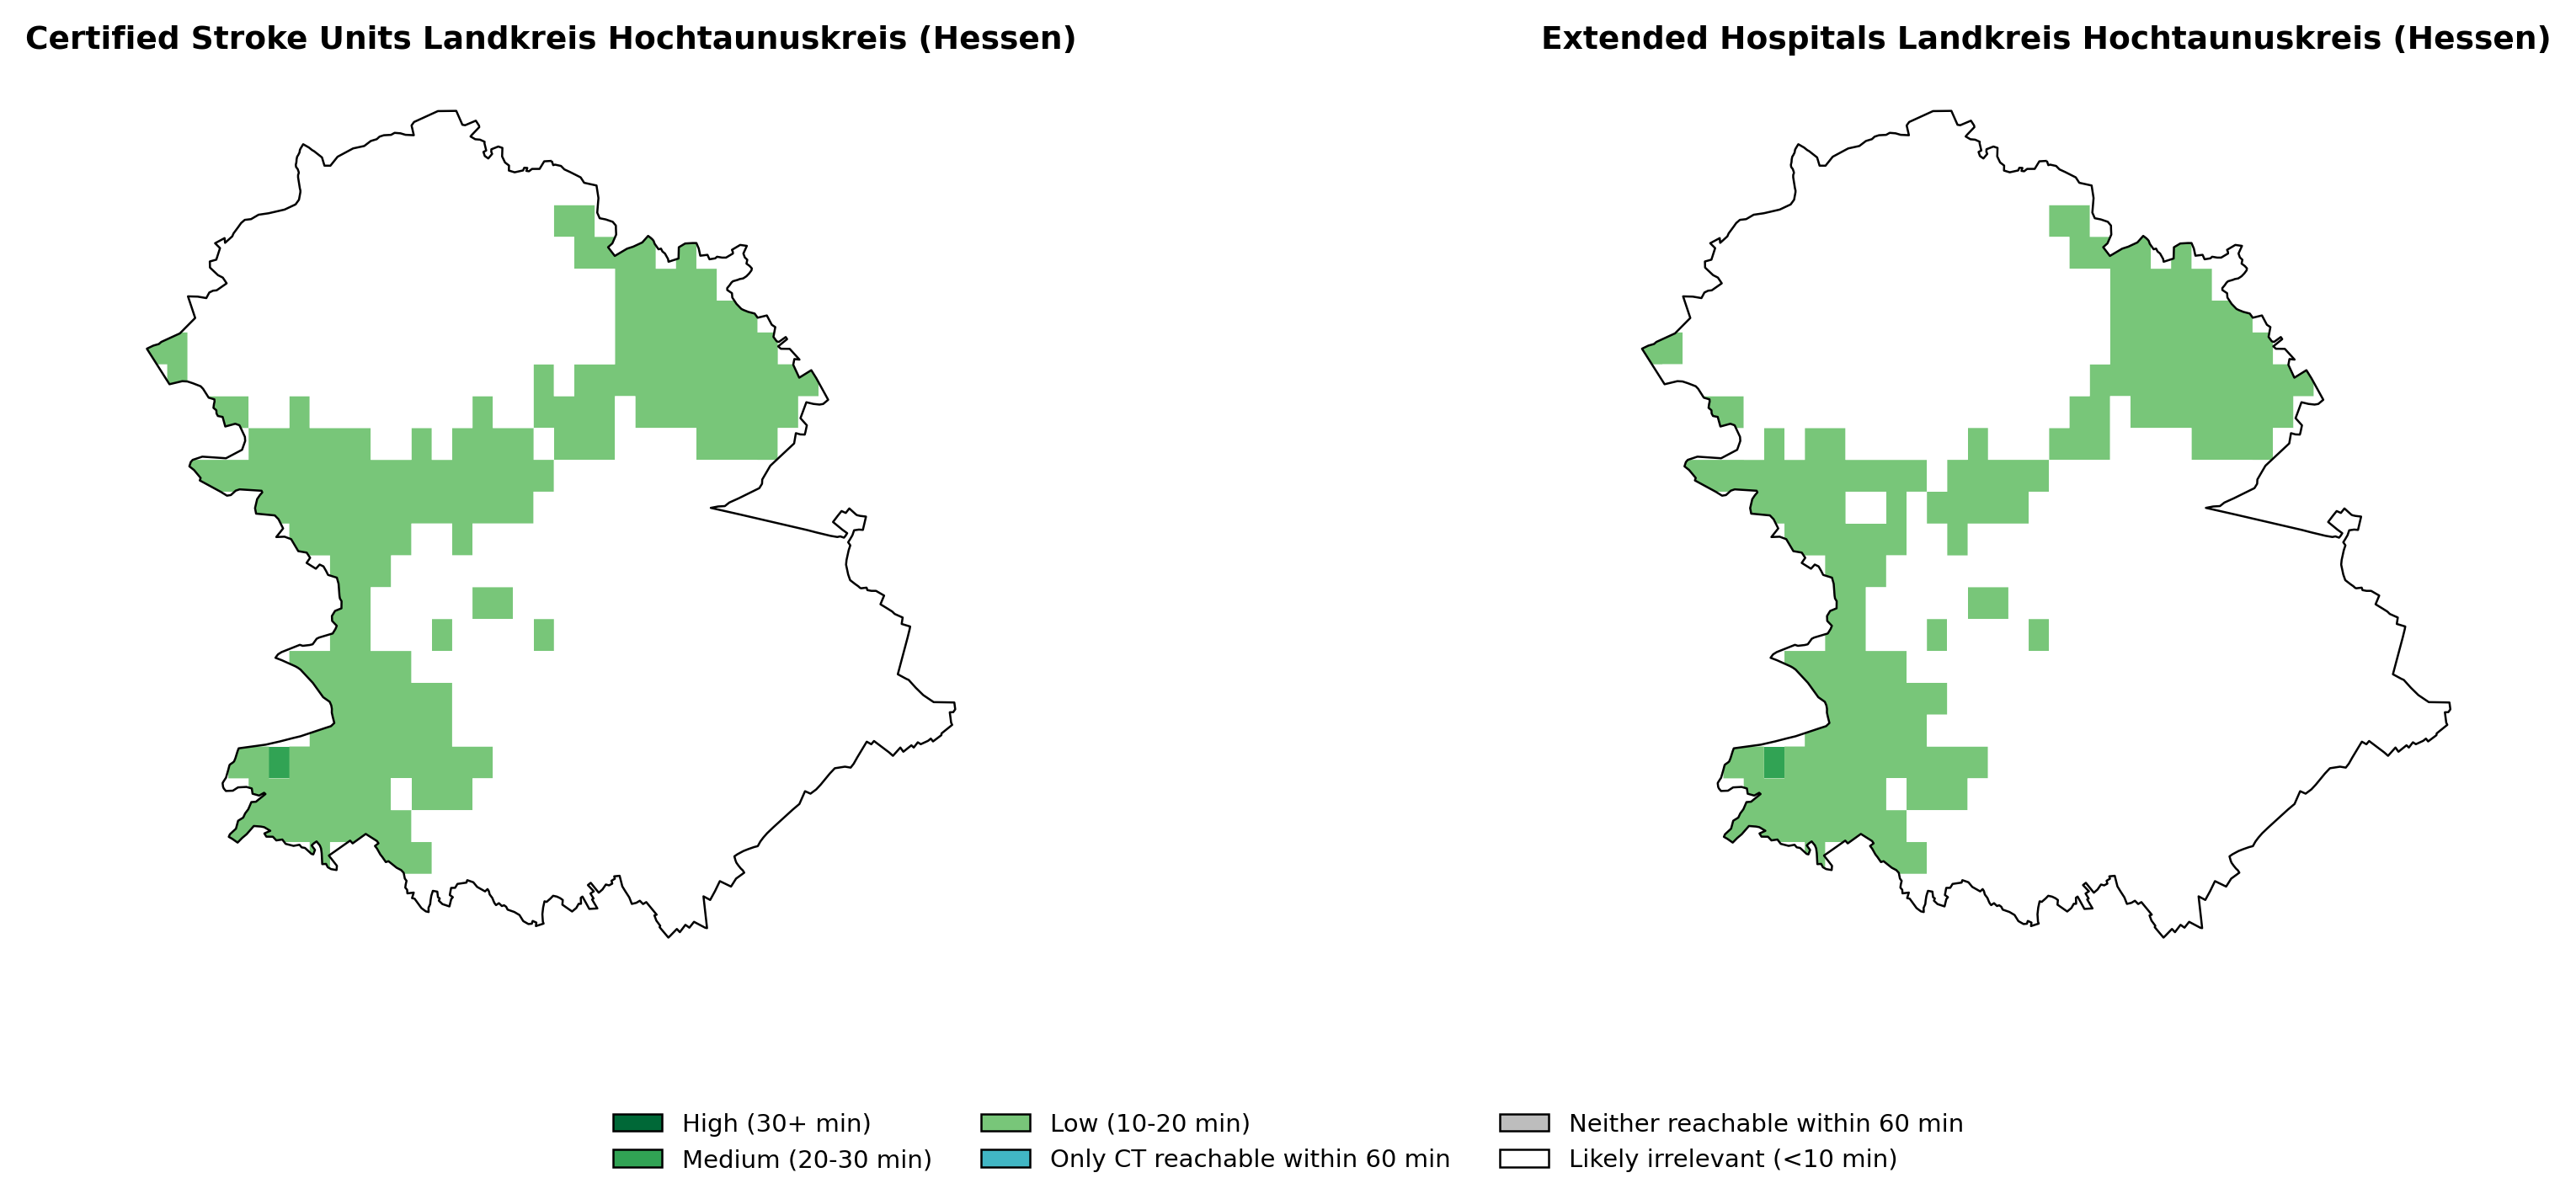 Certified Stroke Units Landkreis Hochtaunuskreis (Hessen)
Extended Hospitals Landkreis Hochtaunuskreis (Hessen)
High (30+ min)
Medium (20-30 min)
Low (10-20 min)
Only CT reachable within 60 min
Neither reachable within 60 min
Likely irrelevant (<10 min)